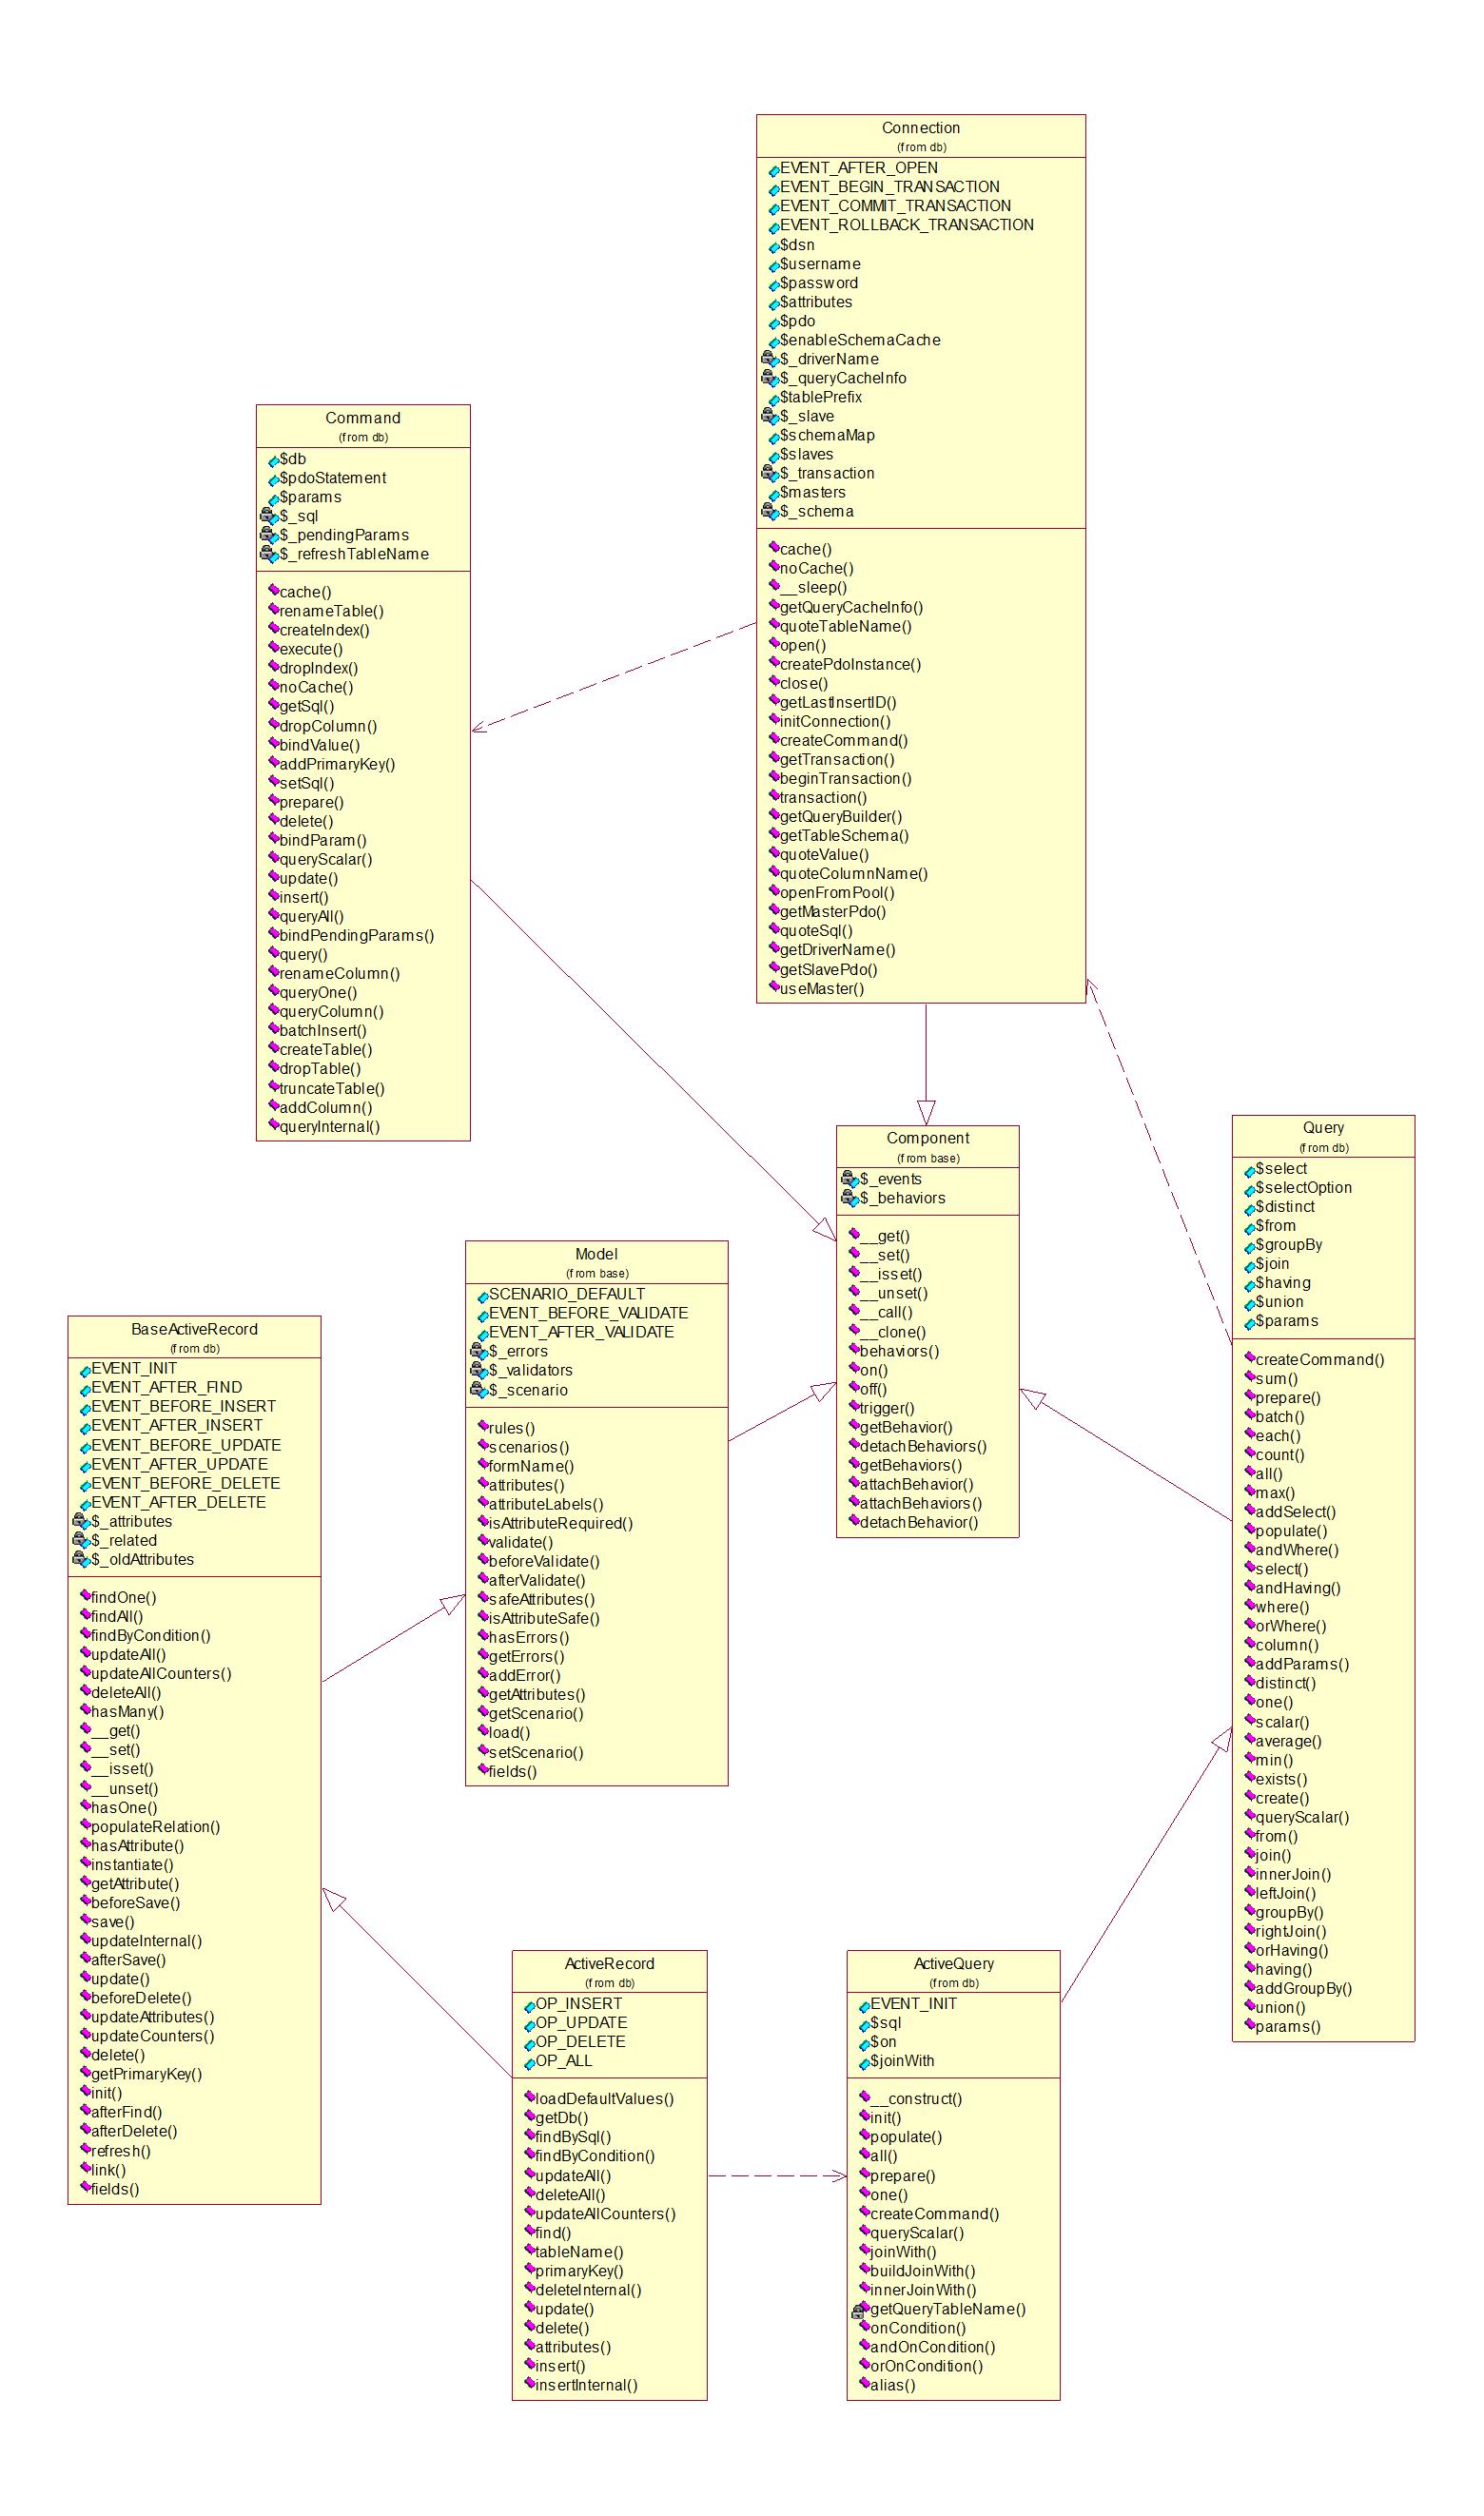 Connection
(from db)
EVENT_AFTER_OPEN
EVENT_BEGIN_TRANSACTION
EVENT_COMMIT_TRANSACTION
EVENT_ROLLBACK_TRANSACTION
$dsn
$username
$password
$attributes
$pdo
$enableSchemaCache
$_driverName
$_queryCacheInfo
$tablePrefix
$_slave
$schemaMap
$slaves
$_transaction
$masters
$_schema
cache()
noCache()
__sleep()
getQueryCacheInfo()
quoteTableName()
open()
createPdoInstance()
close()
getLastInsertID()
initConnection()
createCommand()
getTransaction()
beginTransaction()
transaction()
getQueryBuilder()
getTableSchema()
quoteValue()
quoteColumnName()
openFromPool()
getMasterPdo()
quoteSql()
getDriverName()
getSlavePdo()
useMaster()
Command
(from db)
$db
$pdoStatement
$params
$_sql
$_pendingParams
$_refreshTableName
cache()
renameTable()
createIndex()
execute()
dropIndex()
noCache()
getSql()
dropColumn()
bindValue()
addPrimaryKey()
setSql()
prepare()
delete()
bindParam()
queryScalar()
update()
insert()
queryAll()
bindPendingParams()
query()
renameColumn()
queryOne()
queryColumn()
batchInsert()
createTable()
dropTable()
truncateTable()
addColumn()
queryInternal()
Component
(from base)
$_events
$_behaviors
__get()
__set()
__isset()
__unset()
__call()
__clone()
behaviors()
on()
off()
trigger()
getBehavior()
detachBehaviors()
getBehaviors()
attachBehavior()
attachBehaviors()
detachBehavior()
Query
(from db)
$select
$selectOption
$distinct
$from
$groupBy
$join
$having
$union
$params
createCommand()
sum()
prepare()
batch()
each()
count()
all()
max()
addSelect()
populate()
andWhere()
select()
andHaving()
where()
orWhere()
column()
addParams()
distinct()
one()
scalar()
average()
min()
exists()
create()
queryScalar()
from()
join()
innerJoin()
leftJoin()
groupBy()
rightJoin()
orHaving()
having()
addGroupBy()
union()
params()
Model
(from base)
SCENARIO_DEFAULT
EVENT_BEFORE_VALIDATE
EVENT_AFTER_VALIDATE
$_errors
$_validators
$_scenario
rules()
scenarios()
formName()
attributes()
attributeLabels()
isAttributeRequired()
validate()
beforeValidate()
afterValidate()
safeAttributes()
isAttributeSafe()
hasErrors()
getErrors()
addError()
getAttributes()
getScenario()
load()
setScenario()
fields()
BaseActiveRecord
(from db)
EVENT_INIT
EVENT_AFTER_FIND
EVENT_BEFORE_INSERT
EVENT_AFTER_INSERT
EVENT_BEFORE_UPDATE
EVENT_AFTER_UPDATE
EVENT_BEFORE_DELETE
EVENT_AFTER_DELETE
$_attributes
$_related
$_oldAttributes
findOne()
findAll()
findByCondition()
updateAll()
updateAllCounters()
deleteAll()
hasMany()
__get()
__set()
__isset()
__unset()
hasOne()
populateRelation()
hasAttribute()
instantiate()
getAttribute()
beforeSave()
save()
updateInternal()
afterSave()
update()
beforeDelete()
updateAttributes()
updateCounters()
delete()
getPrimaryKey()
init()
afterFind()
afterDelete()
refresh()
link()
fields()
ActiveRecord
(from db)
OP_INSERT
OP_UPDATE
OP_DELETE
OP_ALL
loadDefaultValues()
getDb()
findBySql()
findByCondition()
updateAll()
deleteAll()
updateAllCounters()
find()
tableName()
primaryKey()
deleteInternal()
update()
delete()
attributes()
insert()
insertInternal()
ActiveQuery
(from db)
EVENT_INIT
$sql
$on
$joinWith
__construct()
init()
populate()
all()
prepare()
one()
createCommand()
queryScalar()
joinWith()
buildJoinWith()
innerJoinWith()
getQueryTableName()
onCondition()
andOnCondition()
orOnCondition()
alias()